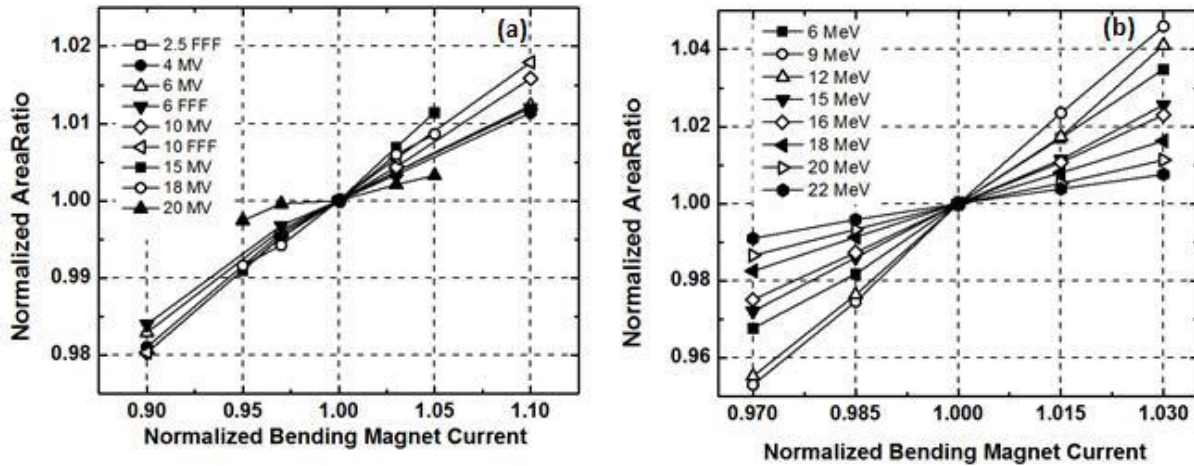 (a)
1.02
1.01
1.00
0.99
0.98
Normalized AreaRatio
2.5 FFF
4 MV
6 MV
6 FFF
10 MV
10 FFF
15 MV
18 MV
20 MV
0.90 0.95 1.00 1.05 1.10
Normalized Bending Magnet Current
(b)
1.04
1.02
1.00
0.98
0.96
Normalized AreaRatio
6 MeV
9 MeV
12 MeV
15 MeV
16 MeV
18 MeV
20 MeV
22 MeV
0.970 0.985 1.000 1.015 1.030
Normalized Bending Magnet Current